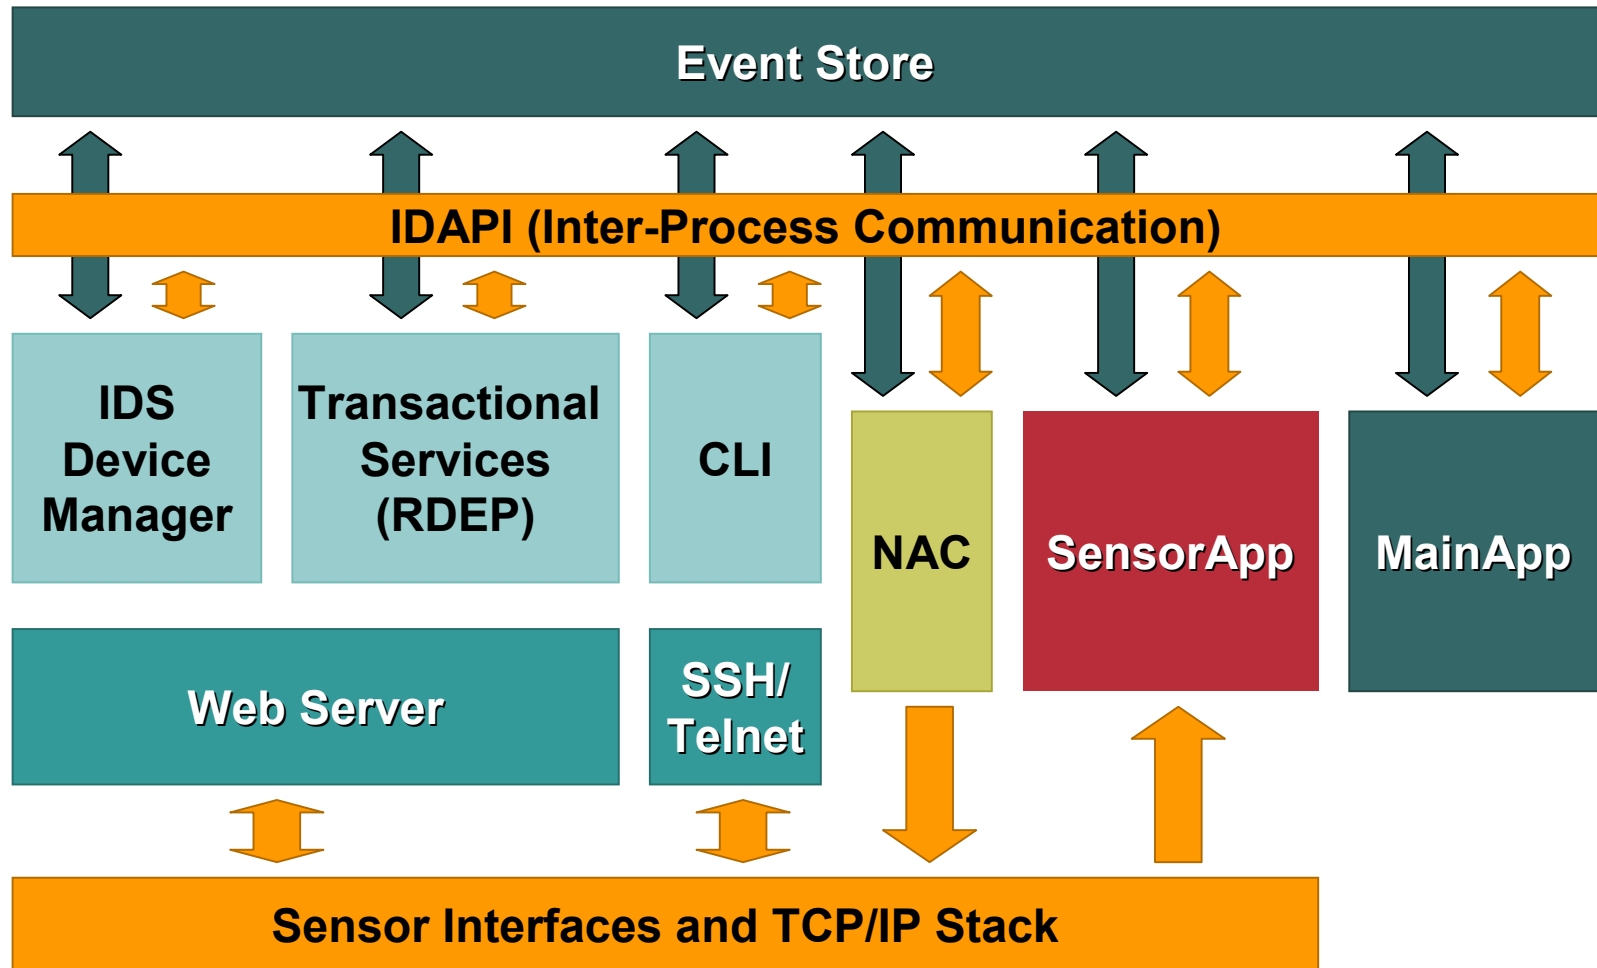 Event Store
IDAPI (Inter-Process Communication)
IDS
Device
Manager
Transactional
Services
(RDEP)
CLI
NAC
SensorApp
MainApp
Web Server
SSH/
Telnet
Sensor Interfaces and TCP/IP Stack